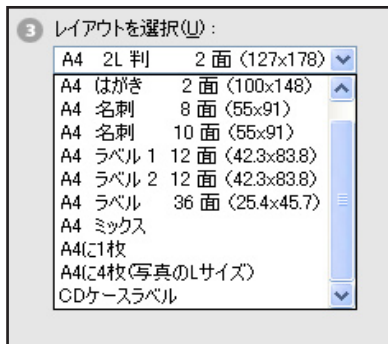 3 レイアウトを選択(U):
A4 2L 判 2 面 (127x178)
A4 はがき 2 面 (100x148)
A4 名刺 8 面 (55x91)
A4 名刺 10 面 (55x91)
A4 ラベル 1 12 面 (42.3x83.8)
A4 ラベル 2 12 面 (42.3x83.8)
A4 ラベル 36 面 (25.4x45.7)
A4 ミックス
A4に1枚
A4に4枚(写真のLサイズ)
CDケースラベル